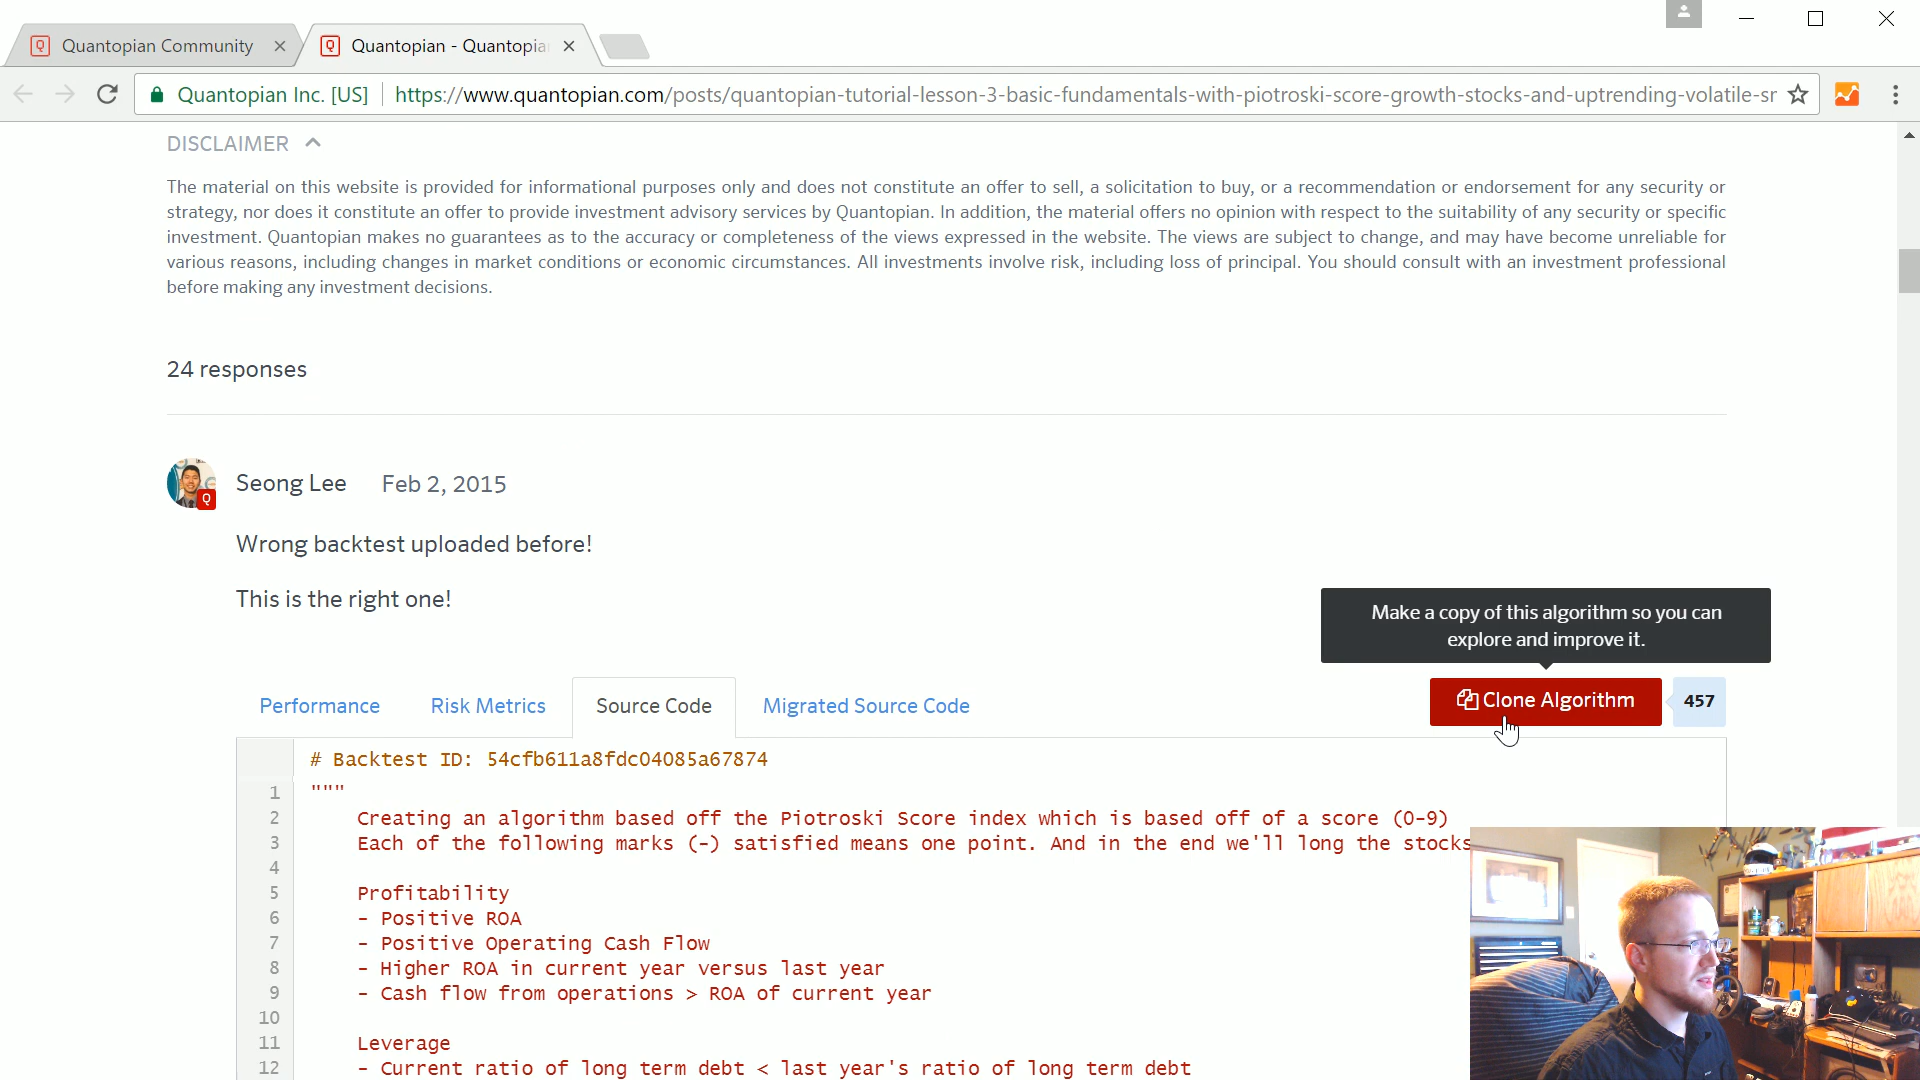 Quantopian Community
Quantopian - Quantopia
Quantopian Inc. [US]
https://www.quantopian.com/posts/quantopian-tutorial-lesson-3-basic-fundamentals-with-piotroski-score-growth-stocks-and-uptrending-volatile-sr
DISCLAIMER
The material on this website is provided for informational purposes only and does not constitute an offer to sell, a solicitation to buy, or a recommendation or endorsement for any security or
strategy, nor does it constitute an offer to provide investment advisory services by Quantopian. In addition, the material offers no opinion with respect to the suitability of any security or specific
investment. Quantopian makes no guarantees as to the accuracy or completeness of the views expressed in the website. The views are subject to change, and may have become unreliable for
various reasons, including changes in market conditions or economic circumstances. All investments involve risk, including loss of principal. You should consult with an investment professional
before making any investment decisions.
24 responses
Q
Seong Lee Feb 2, 2015
Wrong backtest uploaded before!
This is the right one!
Make a copy of this algorithm so you can
explore and improve it.
Performance Risk Metrics Source Code Migrated Source Code Clone Algorithm 457
# Backtest ID: 54cfb611a8fdc04085a67874
1 """
2 Creating an algorithm based off the Piotroski Score index which is based off of a score (0-9)
3 Each of the following marks (-) satisfied means one point. And in the end we'll long the stocks
4
5 Profitability
6 - Positive ROA
7 - Positive Operating Cash Flow
8 - Higher ROA in current year versus last year
9 - Cash flow from operations > ROA of current year
10
11 Leverage
12 - Current ratio of long term debt < last year's ratio of long term debt